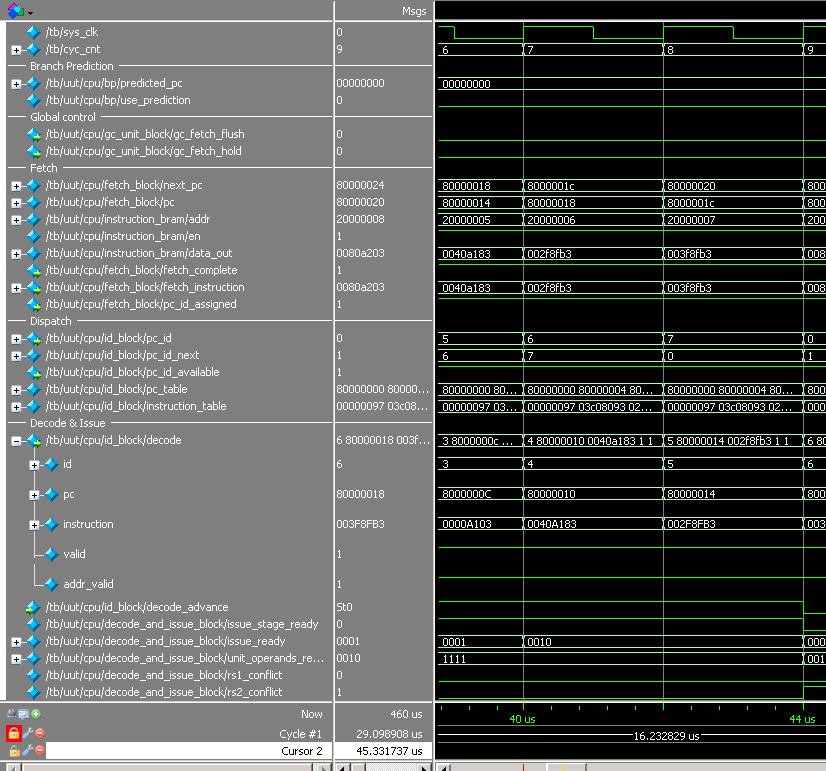 Msgs
/tb/sys_clk 0
/tb/cyc_cnt 9 6 7 8 9
Branch Prediction
/tb/uut/cpu/bp/predicted_pc 00000000 00000000
/tb/uut/cpu/bp/use_prediction 0
Global control
/tb/uut/cpu/gc_unit_block/gc_fetch_flush 0
/tb/uut/cpu/gc_unit_block/gc_fetch_hold 0
Fetch
/tb/uut/cpu/fetch_block/next_pc 80000024 80000018 8000001c 80000020 800
/tb/uut/cpu/fetch_block/pc 80000020 80000014 80000018 8000001c 800
/tb/uut/cpu/instruction_bram/addr 20000008 20000005 20000006 20000007 200
/tb/uut/cpu/instruction_bram/en 1
/tb/uut/cpu/instruction_bram/data_out 0080a203 0040a183 002f8fb3 003f8fb3 008
/tb/uut/cpu/fetch_block/fetch_complete 1
/tb/uut/cpu/fetch_block/fetch_instruction 0080a203 0040a183 002f8fb3 003f8fb3 008
/tb/uut/cpu/fetch_block/pc_id_assigned 1
Dispatch
/tb/uut/cpu/id_block/pc_id 0 5 6 7 0
/tb/uut/cpu/id_block/pc_id_next 1 6 7 0 1
/tb/uut/cpu/id_block/pc_id_available 1
/tb/uut/cpu/id_block/pc_table 80000000 80000... 80000000 80... 80000000 80000004 80... 80000000 80000004 80... 800
/tb/uut/cpu/id_block/instruction_table 00000097 03c08... 00000097 03... 00000097 03c08093 02... 00000097 03c08093 02... 000
Decode & Issue
/tb/uut/cpu/id_block/decode 6 80000018 003f... 3 8000000c ... 4 80000010 0040a183 1 1 5 80000014 002f8fb3 1 1 6 80
id 6 3 4 5 6
pc 80000018 8000000C 80000010 80000014 800
instruction 003F8FB3 0000A103 0040A183 002F8FB3 003
valid 1
addr_valid 1
/tb/uut/cpu/id_block/decode_advance St0
/tb/uut/cpu/decode_and_issue_block/issue_stage_ready 0
/tb/uut/cpu/decode_and_issue_block/issue_ready 0001 0001 0010 000
/tb/uut/cpu/decode_and_issue_block/unit_operands_re... 0010 1111 001
/tb/uut/cpu/decode_and_issue_block/rs1_conflict 0
/tb/uut/cpu/decode_and_issue_block/rs2_conflict 1
Now 460 us 40 us 44 us
Cycle #1 29.098908 us 16.232829 us
Cursor 2 45.331737 us